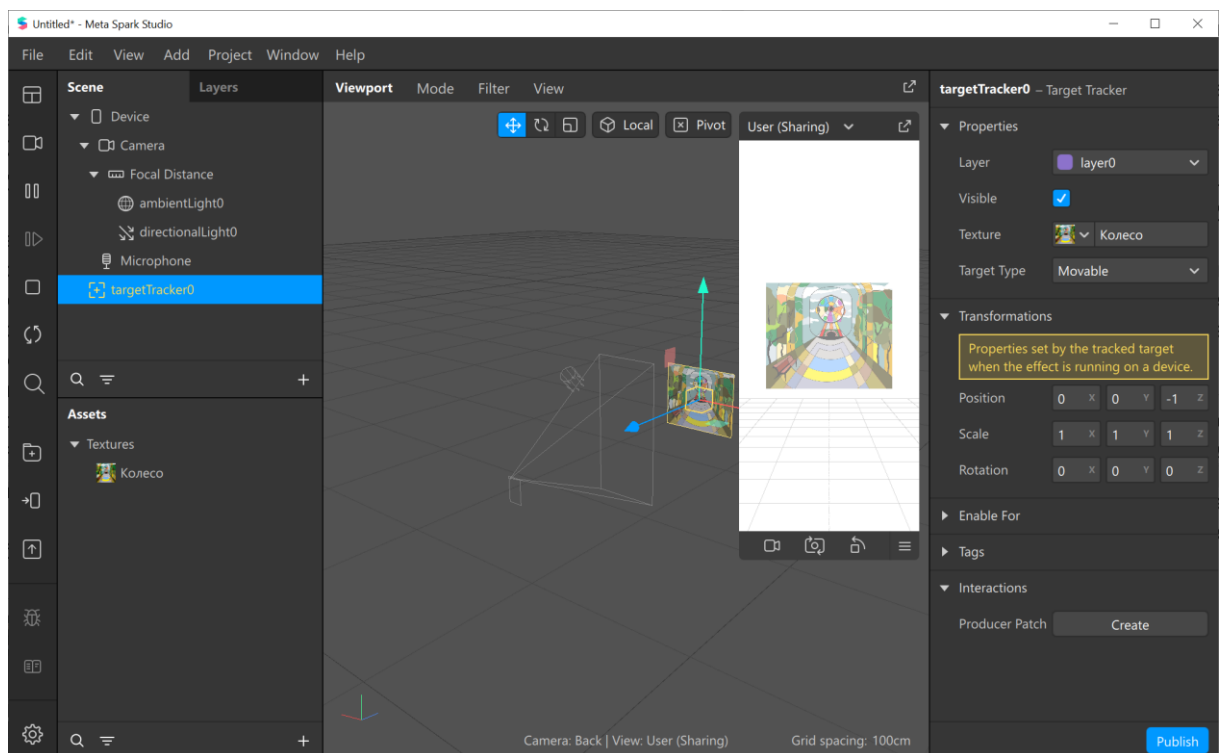 Untitled* - Meta Spark Studio
File Edit View Add Project Window Help
Scene Layers
Device
Camera
Focal Distance
ambientLight0
directionalLight0
Microphone
targetTracker0
Assets
Textures
Колесо
Viewport Mode Filter View
Local Pivot
User (Sharing)
Camera: Back | View: User (Sharing) Grid spacing: 100cm
targetTracker0 – Target Tracker
Properties
Layer layer0
Visible
Texture Колесо
Target Type Movable
Transformations
Properties set by the tracked target
when the effect is running on a device.
Position 0 X 0 Y -1 Z
Scale 1 X 1 Y 1 Z
Rotation 0 X 0 Y 0 Z
Enable For
Tags
Interactions
Producer Patch Create
Publish